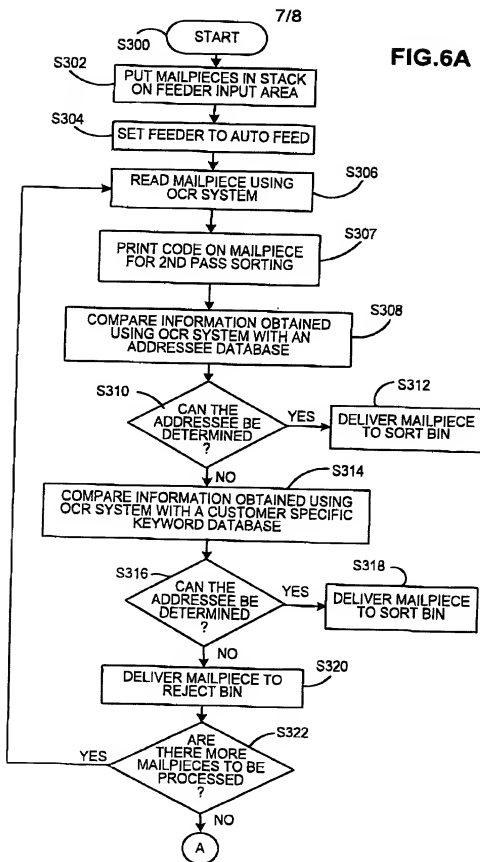 7/8
FIG.6A
S300
START
S302
PUT MAILPIECES IN STACK
ON FEEDER INPUT AREA
S304
SET FEEDER TO AUTO FEED
S306
READ MAILPIECE USING
OCR SYSTEM
S307
PRINT CODE ON MAILPIECE
FOR 2ND PASS SORTING
S308
COMPARE INFORMATION OBTAINED
USING OCR SYSTEM WITH AN
ADDRESSEE DATABASE
S310
CAN THE
ADDRESSEE BE
DETERMINED
?
YES
S312
DELIVER MAILPIECE
TO SORT BIN
NO
S314
COMPARE INFORMATION OBTAINED USING
OCR SYSTEM WITH A CUSTOMER SPECIFIC
KEYWORD DATABASE
S316
CAN THE
ADDRESSEE BE
DETERMINED
?
YES
S318
DELIVER MAILPIECE
TO SORT BIN
NO
S320
DELIVER MAILPIECE TO
REJECT BIN
S322
ARE
THERE MORE
MAILPIECES TO BE
PROCESSED
?
YES
NO
A